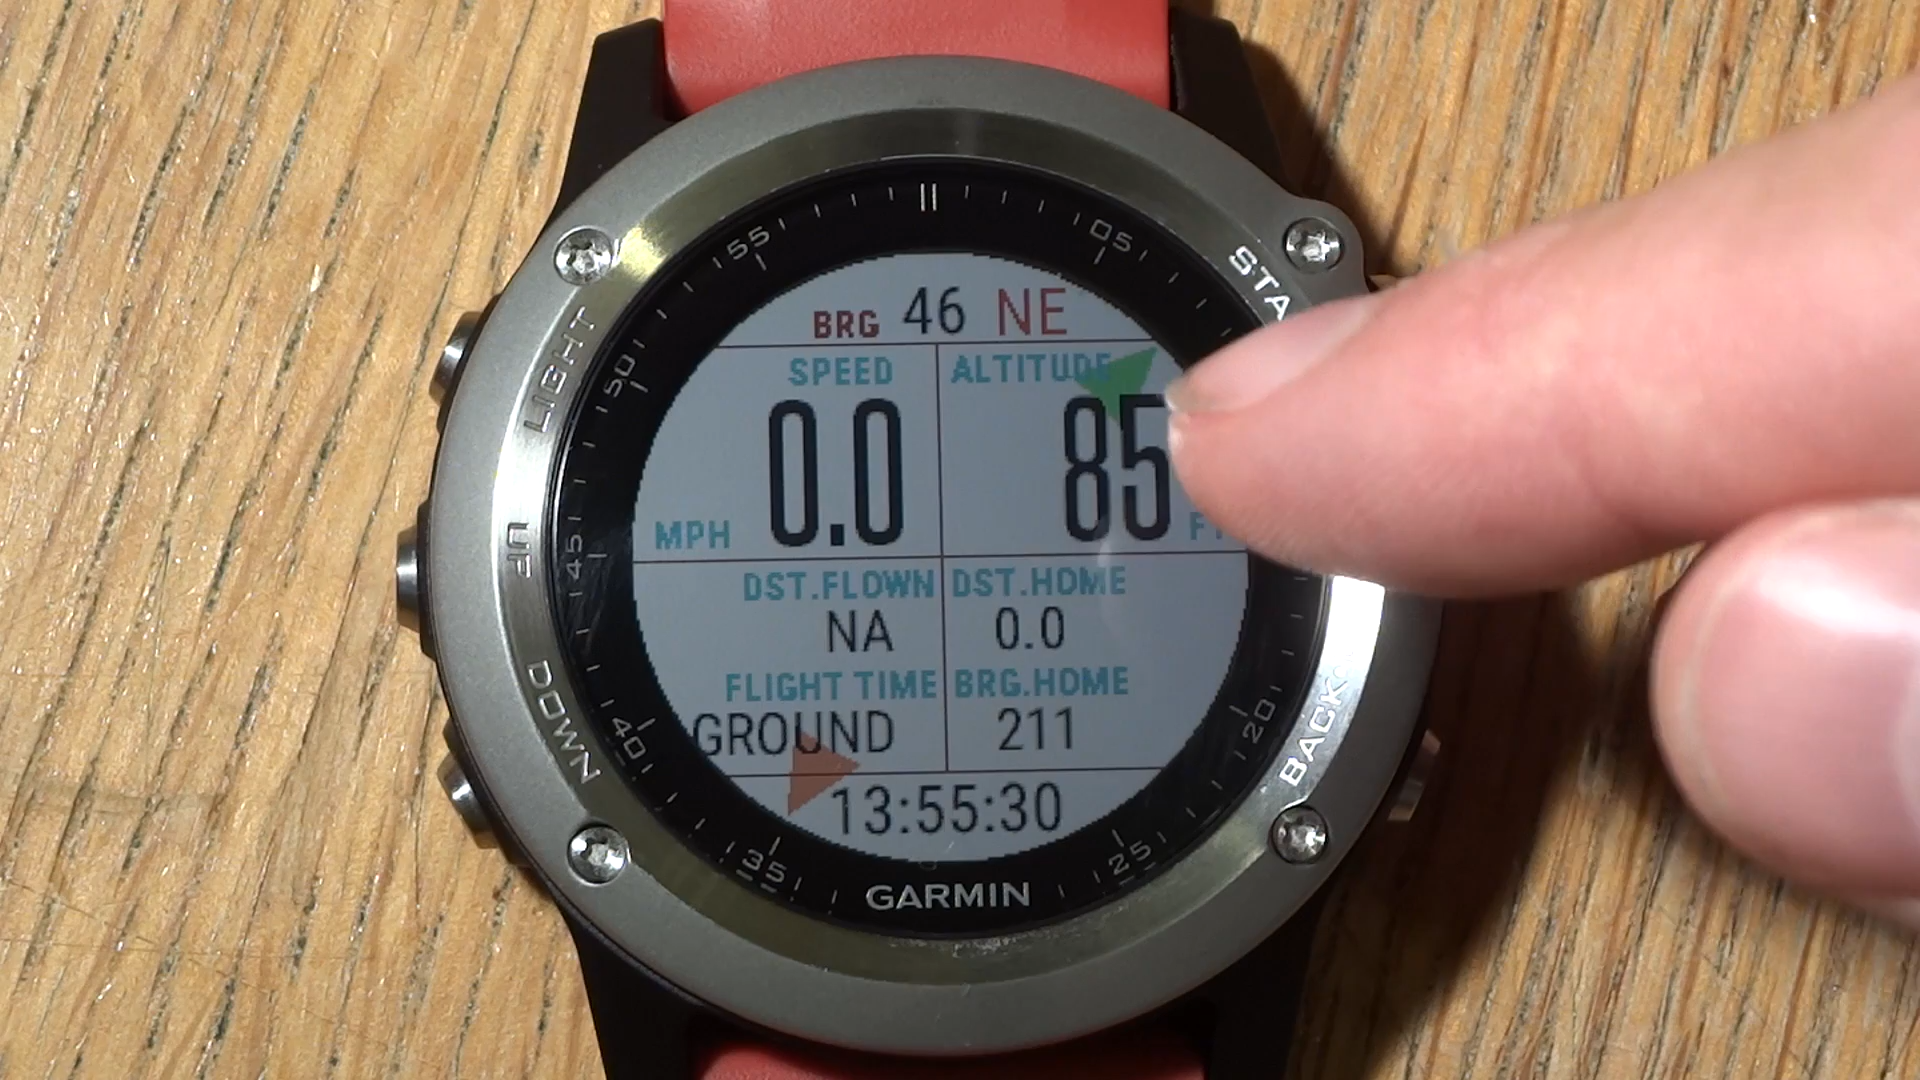 55
05
50
45
40
35
25
20
LIGHT
UP
DOWN
STA
BACK
BRG 46 NE
SPEED ALTITUDE
MPH 0.0 85
DST.FLOWN DST.HOME
NA 0.0
FLIGHT TIME BRG.HOME
GROUND 211
13:55:30
GARMIN